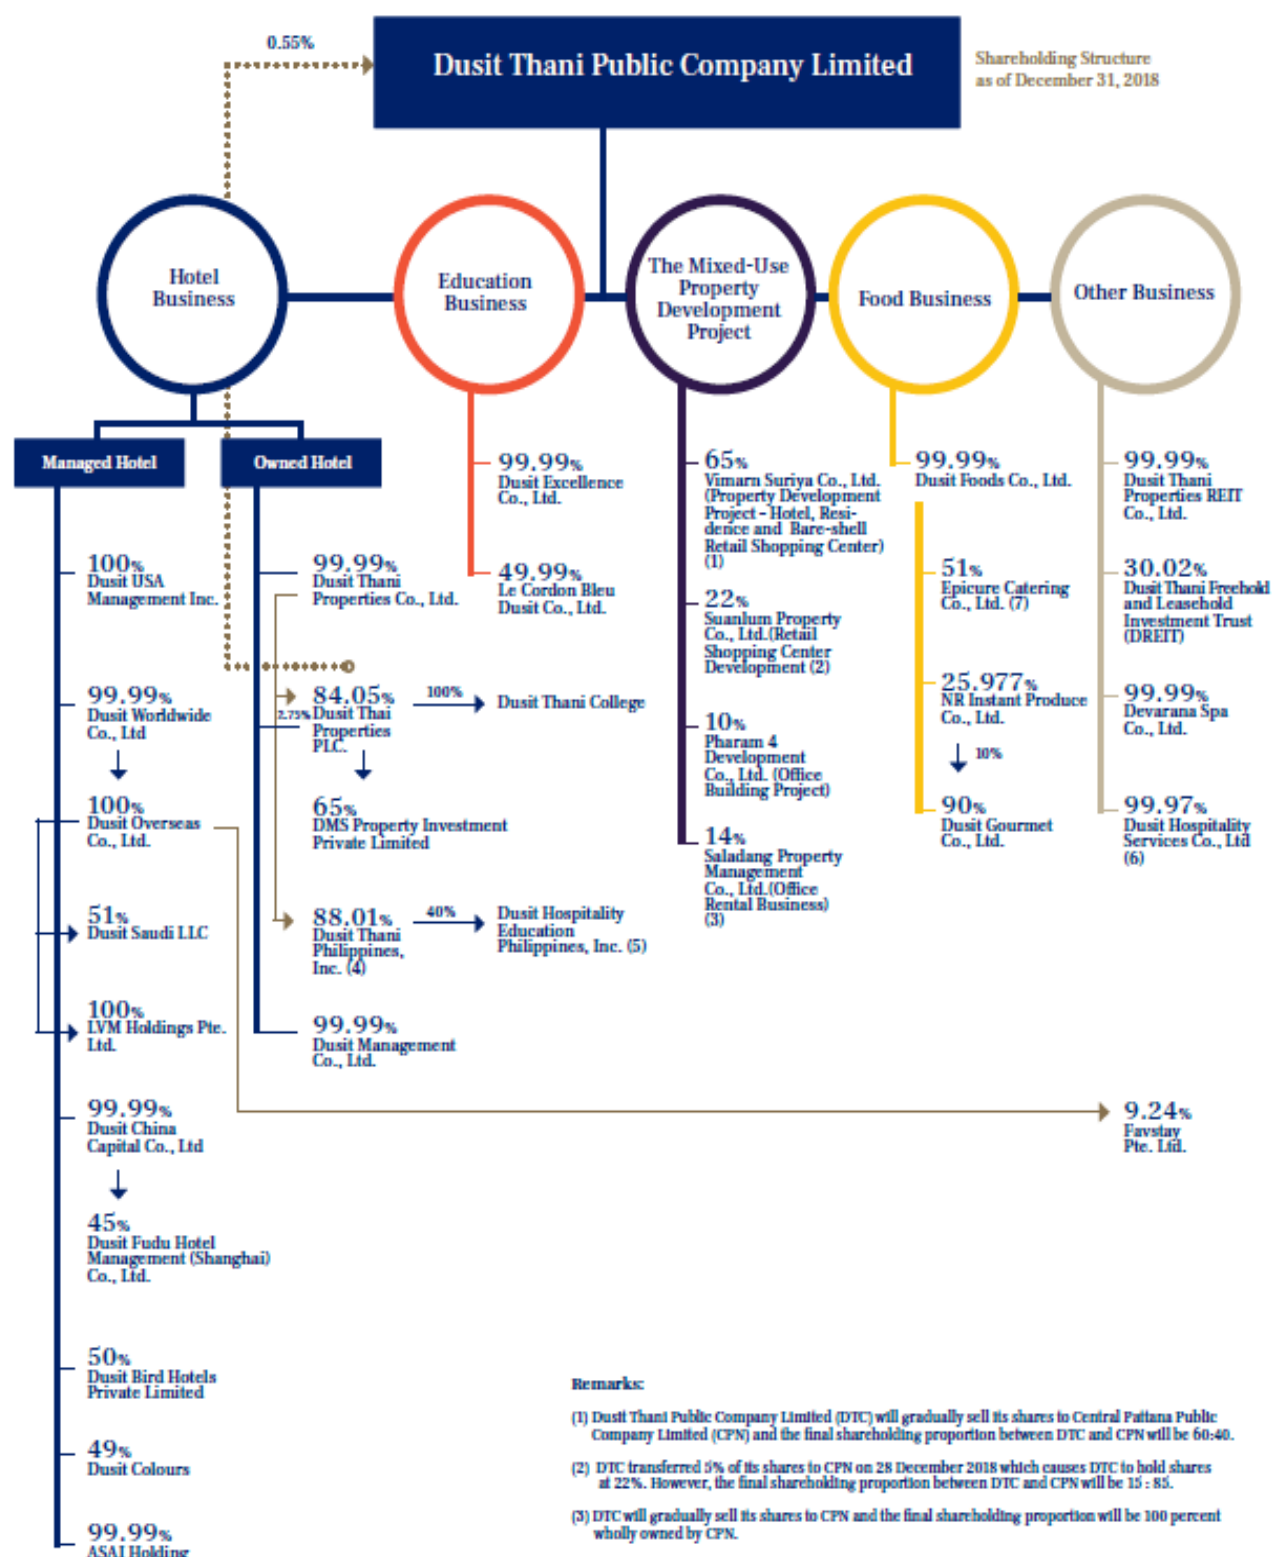 0.55%
Dusit Thani Public Company Limited
Shareholding Structure
as of December 31, 2018
Hotel
Business
Education
Business
The Mixed-Use
Property
Development
Project
Food Business
Other Business
Managed Hotel
Owned Hotel
100%
Dusit USA
Management Inc.
99.99%
Dusit Worldwide
Co., Ltd
100%
Dusit Overseas
Co., Ltd.
51%
Dusit Saudi LLC
100%
LVM Holdings Pte.
Ltd.
99.99%
Dusit China
Capital Co., Ltd
45%
Dusit Fudu Hotel
Management (Shanghai)
Co., Ltd.
50%
Dusit Bird Hotels
Private Limited
49%
Dusit Colours
99.99%
ASAI Holding
99.99%
Dusit Thani
Properties Co., Ltd.
84.05%
2.75%
Dusit Thai
Properties
PLC.
100%
Dusit Thani College
65%
DMS Property Investment
Private Limited
88.01%
Dusit Thani
Philippines,
Inc. (4)
40%
Dusit Hospitality
Education
Philippines, Inc. (5)
99.99%
Dusit Management
Co., Ltd.
99.99%
Dusit Excellence
Co., Ltd.
49.99%
Le Cordon Bleu
Dusit Co., Ltd.
65%
Vimarn Suriya Co., Ltd.
(Property Development
Project - Hotel, Resi-
dence and Bare-shell
Retail Shopping Center)
(1)
22%
Suanlum Property
Co., Ltd.(Retail
Shopping Center
Development (2)
10%
Pharam 4
Development
Co., Ltd. (Office
Building Project)
14%
Saladang Property
Management
Co., Ltd.(Office
Rental Business)
(3)
99.99%
Dusit Foods Co., Ltd.
51%
Epicure Catering
Co., Ltd. (7)
25.977%
NR Instant Produce
Co., Ltd.
10%
90%
Dusit Gourmet
Co., Ltd.
99.99%
Dusit Thani
Properties REIT
Co., Ltd.
30.02%
Dusit Thani Freehold
and Leasehold
Investment Trust
(DREIT)
99.99%
Devarana Spa
Co., Ltd.
99.97%
Dusit Hospitality
Services Co., Ltd
(6)
9.24%
Favstay
Pte. Ltd.
Remarks:
(1) Dusit Thani Public Company Limited (DTC) will gradually sell its shares to Central Pattana Public
Company Limited (CPN) and the final shareholding proportion between DTC and CPN will be 60:40.
(2) DTC transferred 5% of its shares to CPN on 28 December 2018 which causes DTC to hold shares
at 22%. However, the final shareholding proportion between DTC and CPN will be 15 : 85.
(3) DTC will gradually sell its shares to CPN and the final shareholding proportion will be 100 percent
wholly owned by CPN.